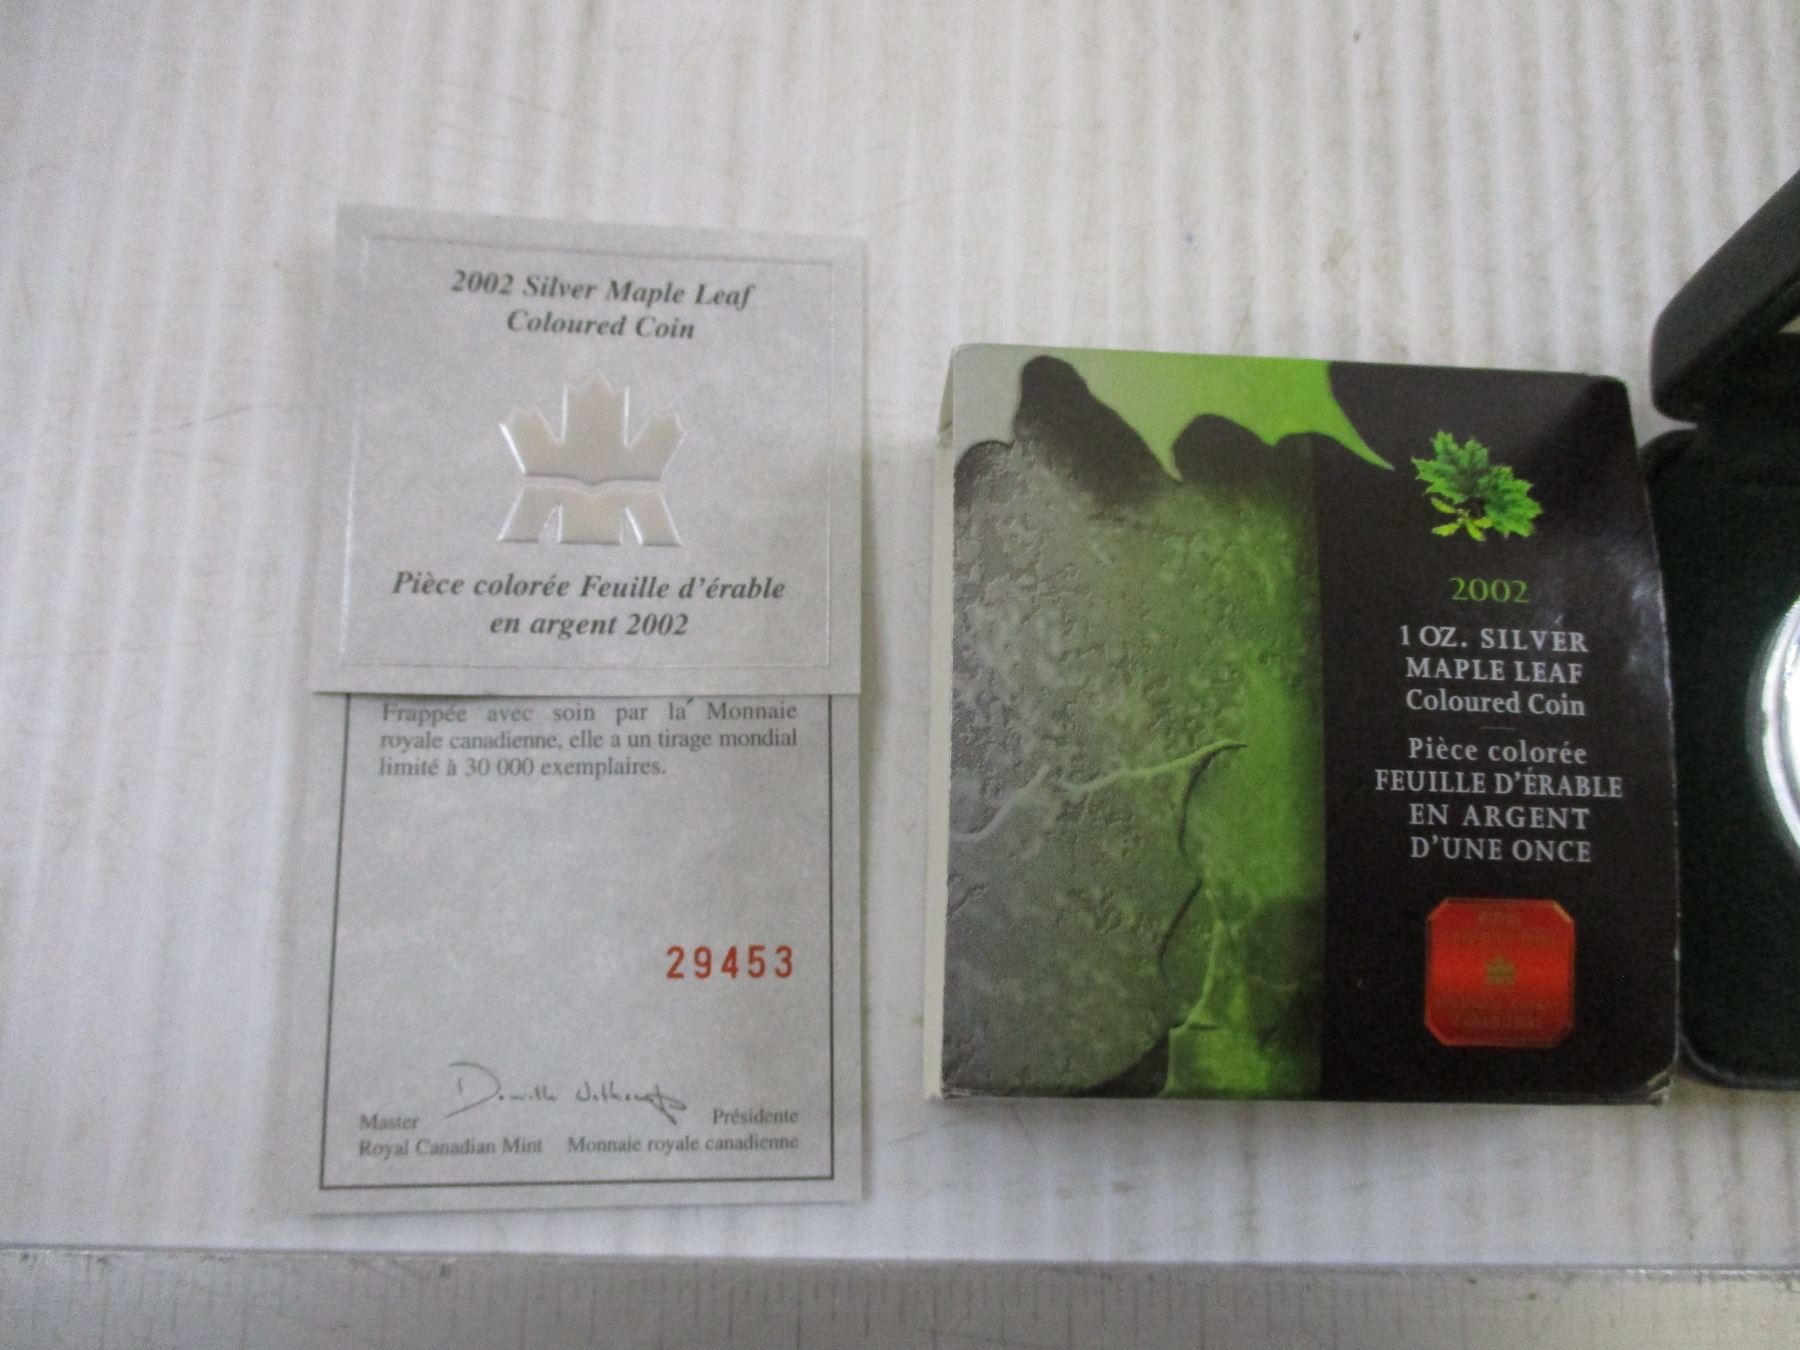 2002 Silver Maple Leaf
Coloured Coin
Pièce colorée Feuille d'érable
en argent 2002
Frappée avec soin par la Monnaie
royale canadienne, elle a un tirage mondial
limité à 30 000 exemplaires.
29453
Master
Présidente
Royal Canadian Mint Monnaie royale canadienne
2002
1 OZ. SILVER
MAPLE LEAF
Coloured Coin
Pièce colorée
FEUILLE D'ÉRABLE
EN ARGENT
D'UNE ONCE